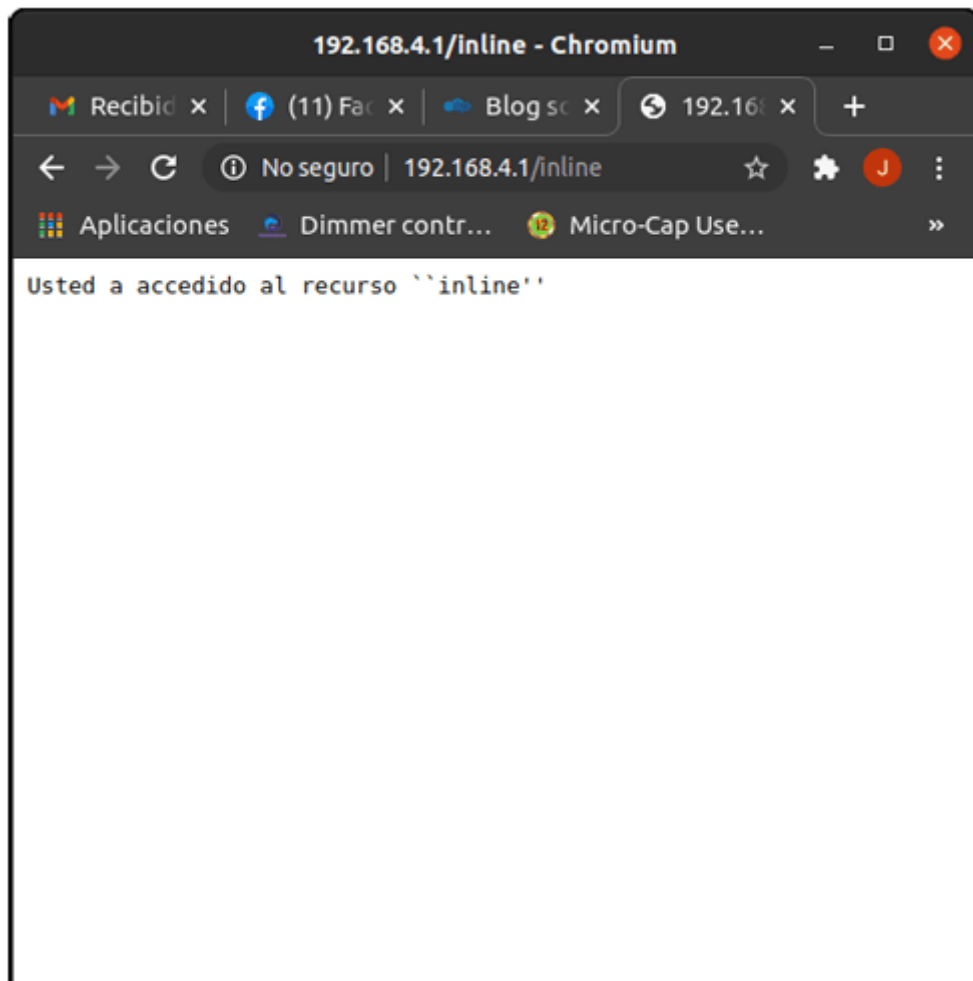 192.168.4.1/inline - Chromium
Recibid (11) Fac Blog so 192.168
No seguro 192.168.4.1/inline J
Aplicaciones Dimmer contr... Micro-Cap Use... »
Usted a accedido al recurso ``inline''